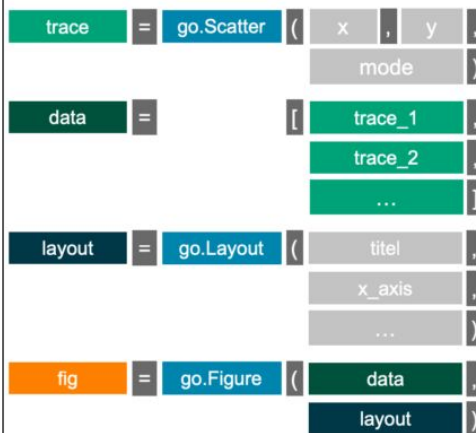 trace = go.Scatter ( x , y ,
mode )
data = [ trace_1 ,
trace_2 ,
... ]
layout = go.Layout ( titel ,
x_axis ,
... )
fig = go.Figure ( data ,
layout )